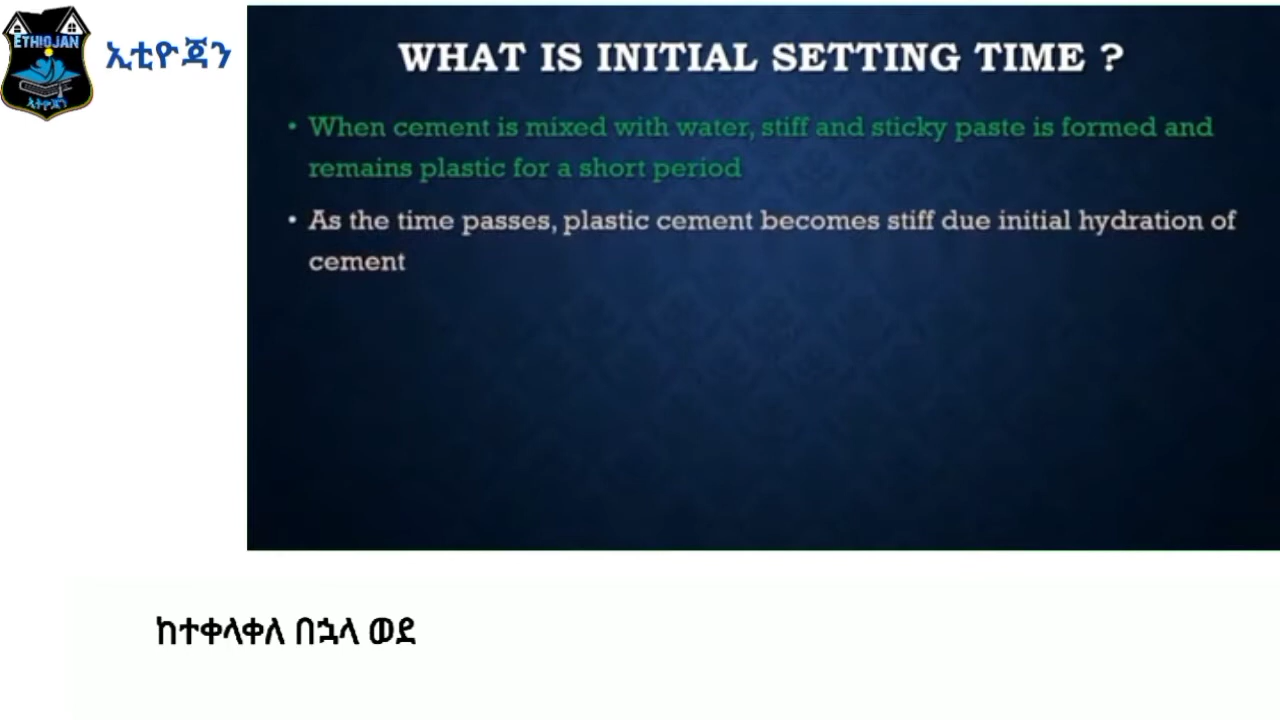 ETHIOJAN
ኢትዮጃን
ኢትዮጃን
WHAT IS INITIAL SETTING TIME ?
• When cement is mixed with water, stiff and sticky paste is formed and
remains plastic for a short period
• As the time passes, plastic cement becomes stiff due initial hydration of
cement
ከተቀላቀለ በኋላ ወደ